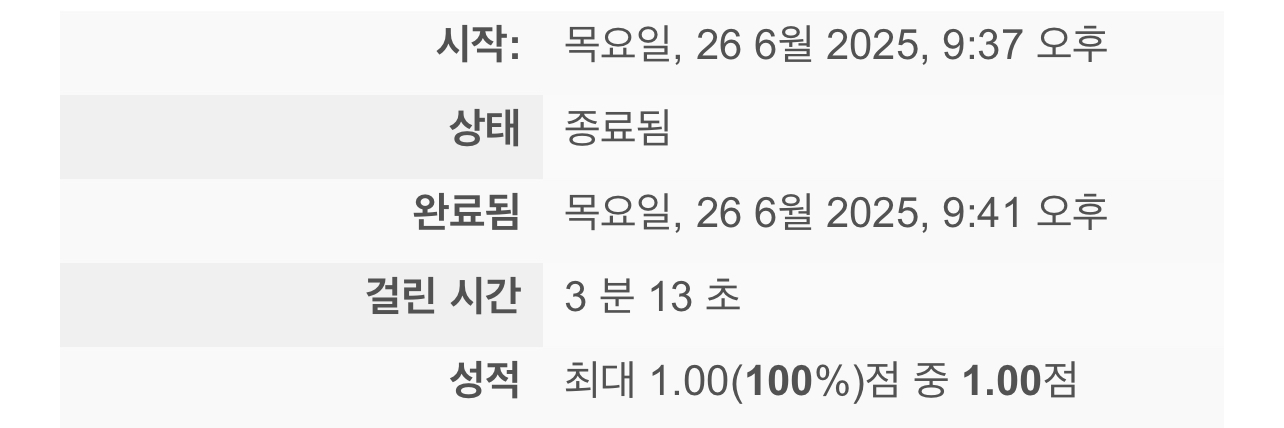 시작: 목요일, 26 6월 2025, 9:37 오후
상태 종료됨
완료됨 목요일, 26 6월 2025, 9:41 오후
걸린 시간 3 분 13 초
성적 최대 1.00(100%)점 중 1.00점